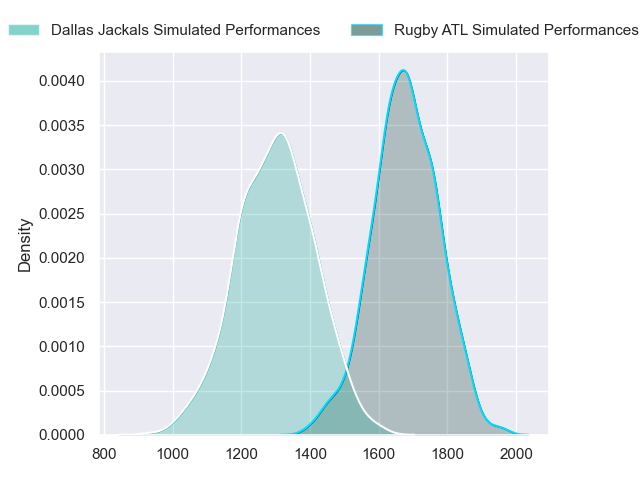 Dallas Jackals Simulated Performances
Rugby ATL Simulated Performances
0.0040
0.0035
0.0030
0.0025
0.0020
0.0015
0.0010
0.0005
0.0000
Density
800 1000 1200 1400 1600 1800 2000